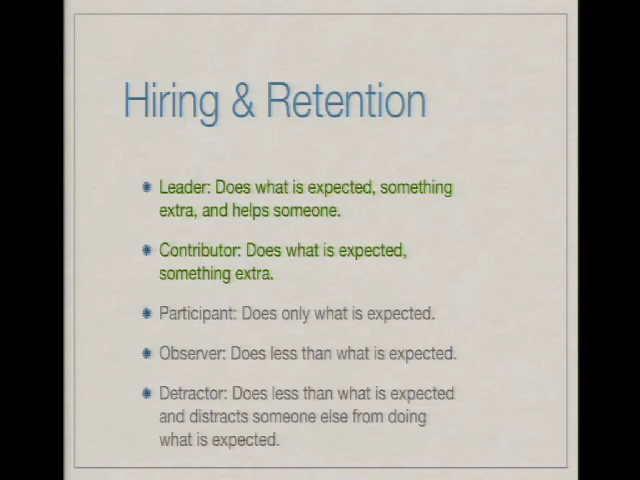 Hiring & Retention
Leader: Does what is expected, something
extra, and helps someone.
Contributor: Does what is expected,
something extra.
Participant: Does only what is expected.
Observer: Does less than what is expected.
Detractor: Does less than what is expected
and distracts someone else from doing
what is expected.